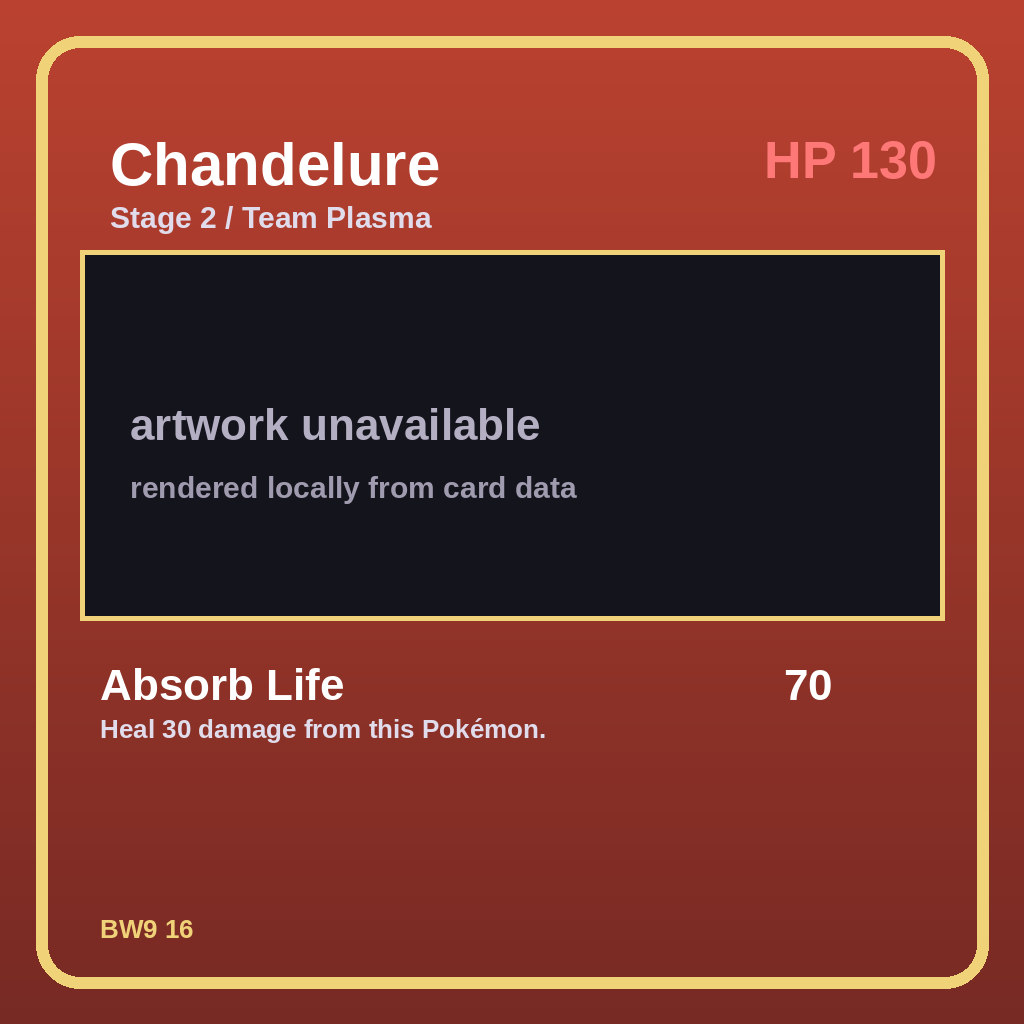 Chandelure
HP 130
Stage 2 / Team Plasma
artwork unavailable
rendered locally from card data
Absorb Life
70
Heal 30 damage from this Pokémon.
BW9 16